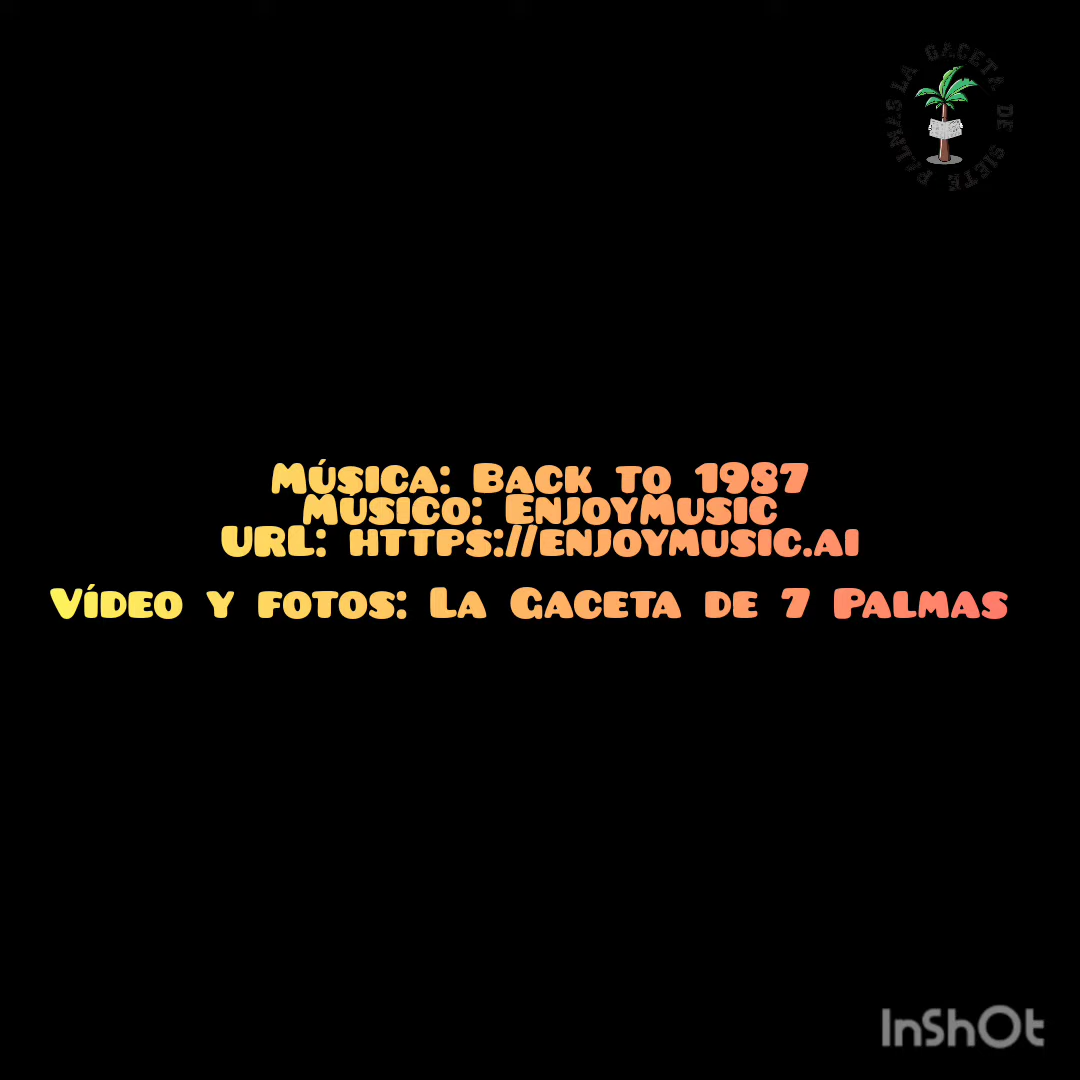 LA GACETA DE SIETE PALMAS
Música: Back to 1987
Músico: EnjoyMusic
URL: https://enjoymusic.ai
Vídeo y fotos: La Gaceta de 7 Palmas
InShOt